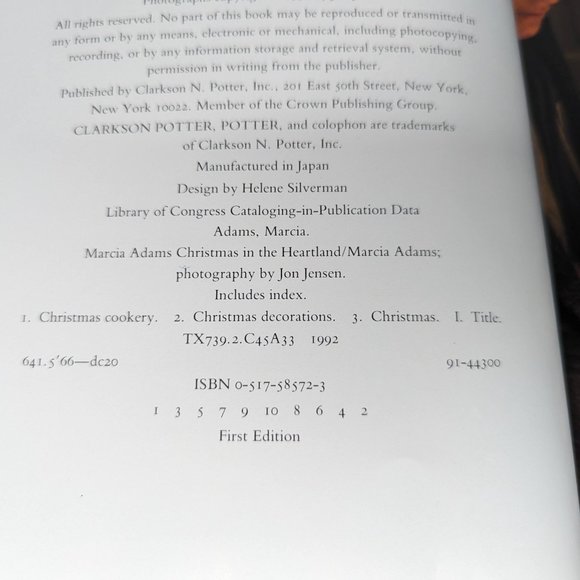 All rights reserved. No part of this book may be reproduced or transmitted in
any form or by any means, electronic or mechanical, including photocopying,
recording, or by any information storage and retrieval system, without
permission in writing from the publisher.
Published by Clarkson N. Potter, Inc., 201 East 50th Street, New York,
New York 10022. Member of the Crown Publishing Group.
CLARKSON POTTER, POTTER, and colophon are trademarks
of Clarkson N. Potter, Inc.
Manufactured in Japan
Design by Helene Silverman
Library of Congress Cataloging-in-Publication Data
Adams, Marcia.
Marcia Adams Christmas in the Heartland/Marcia Adams;
photography by Jon Jensen.
Includes index.
1. Christmas cookery. 2. Christmas decorations. 3. Christmas. I. Title.
TX739.2.C45A33 1992
641.5'66—dc20 91-44300
ISBN 0-517-58572-3
1 3 5 7 9 10 8 6 4 2
First Edition